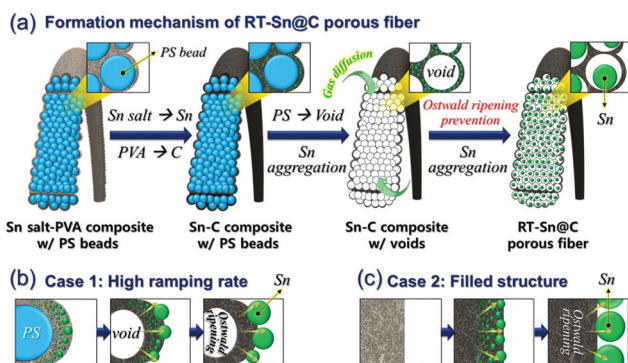 (a) Formation mechanism of RT-Sn@C porous fiber
PS bead
Gas diffusion
void
Sn salt → Sn
PVA → C
PS → Void
Sn
aggregation
Ostwald ripening
prevention
Sn
aggregation
Sn
Sn salt-PVA composite
w/ PS beads
Sn-C composite
w/ PS beads
Sn-C composite
w/ voids
RT-Sn@C
porous fiber
(b) Case 1: High ramping rate
Sn
PS
void
Ostwald
ripening
(c) Case 2: Filled structure
Sn
Ostwald
ripening